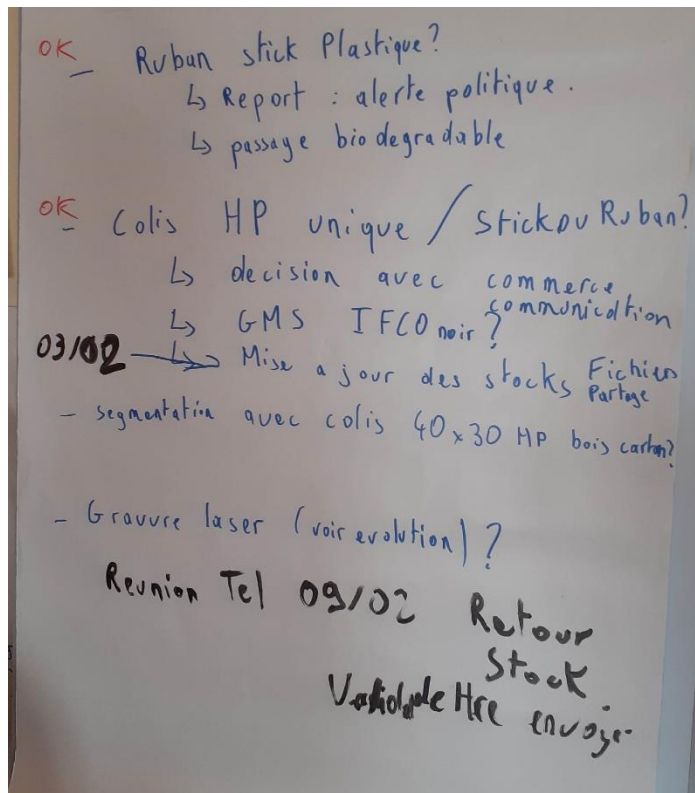 OK - Ruban stick Plastique?
↳ Report : alerte politique.
↳ passage biodegradable
OK - Colis HP unique / Stick ou Ruban?
↳ decision avec commerce communication
↳ GMS IFCO noir ?
03/02 → Mise a jour des stocks Fichier Partage
- segmentation avec colis 40x30 HP bois carton?
- Gravure laser (voir evolution) ?
Reunion Tel 09/02 Retour
Stock.
envoyé.